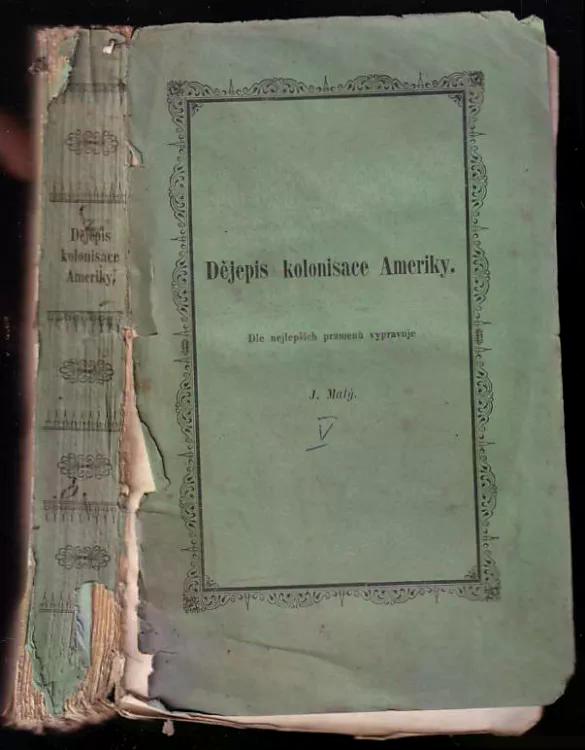 Dějepis
kolonisace
Ameriky.
Dějepis kolonisace Ameriky.
Dle nejlepších pramenů vypravuje
J. Malý.
V